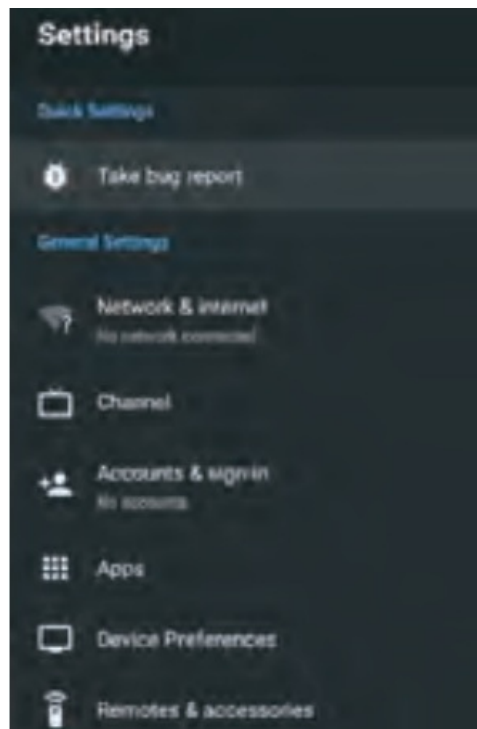 Settings
Quick Settings
Take bug report
General Settings
Network & internet
No network connected
Channel
Accounts & sign-in
No accounts
Apps
Device Preferences
Remotes & accessories